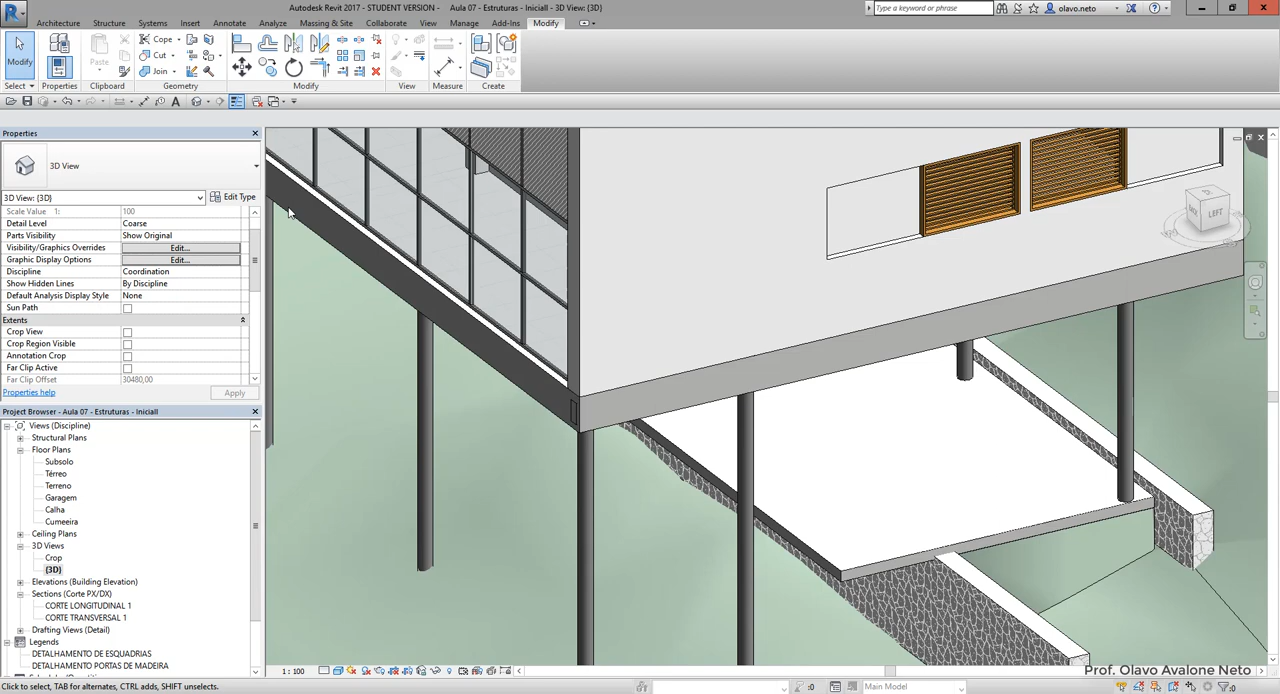 Autodesk Revit 2017 - STUDENT VERSION - Aula 07 - Estruturas - Iniciall - 3D View: {3D}
Type a keyword or phrase
olavo.neto
Architecture Structure Systems Insert Annotate Analyze Massing & Site Collaborate View Manage Add-Ins Modify
Modify
Paste
Cope
Cut
Join
Select Properties Clipboard Geometry Modify View Measure Create
Properties
3D View
3D View: {3D}
Edit Type
Scale Value 1: 100
Detail Level Coarse
Parts Visibility Show Original
Visibility/Graphics Overrides Edit...
Graphic Display Options Edit...
Discipline Coordination
Show Hidden Lines By Discipline
Default Analysis Display Style None
Sun Path
Extents
Crop View
Crop Region Visible
Annotation Crop
Far Clip Active
Far Clip Offset 30480,00
Properties help
Apply
Project Browser - Aula 07 - Estruturas - Iniciall
Views (Discipline)
Structural Plans
Floor Plans
Subsolo
Térreo
Terreno
Garagem
Calha
Cumeeira
Ceiling Plans
3D Views
Crop
{3D}
Elevations (Building Elevation)
Sections (Corte PX/DX)
CORTE LONGITUDINAL 1
CORTE TRANSVERSAL 1
Drafting Views (Detail)
Legends
DETALHAMENTO DE ESQUADRIAS
DETALHAMENTO PORTAS DE MADEIRA
LEFT
1 : 100
Prof. Olavo Avalone Neto
Click to select, TAB for alternates, CTRL adds, SHIFT unselects.
:0
Main Model
:0